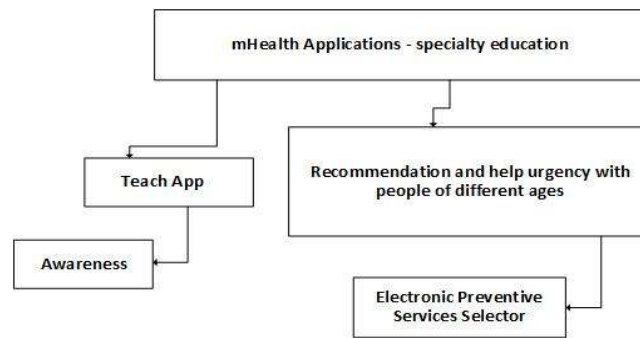 mHealth Applications - specialty education
Teach App
Recommendation and help urgency with
people of different ages
Awareness
Electronic Preventive
Services Selector